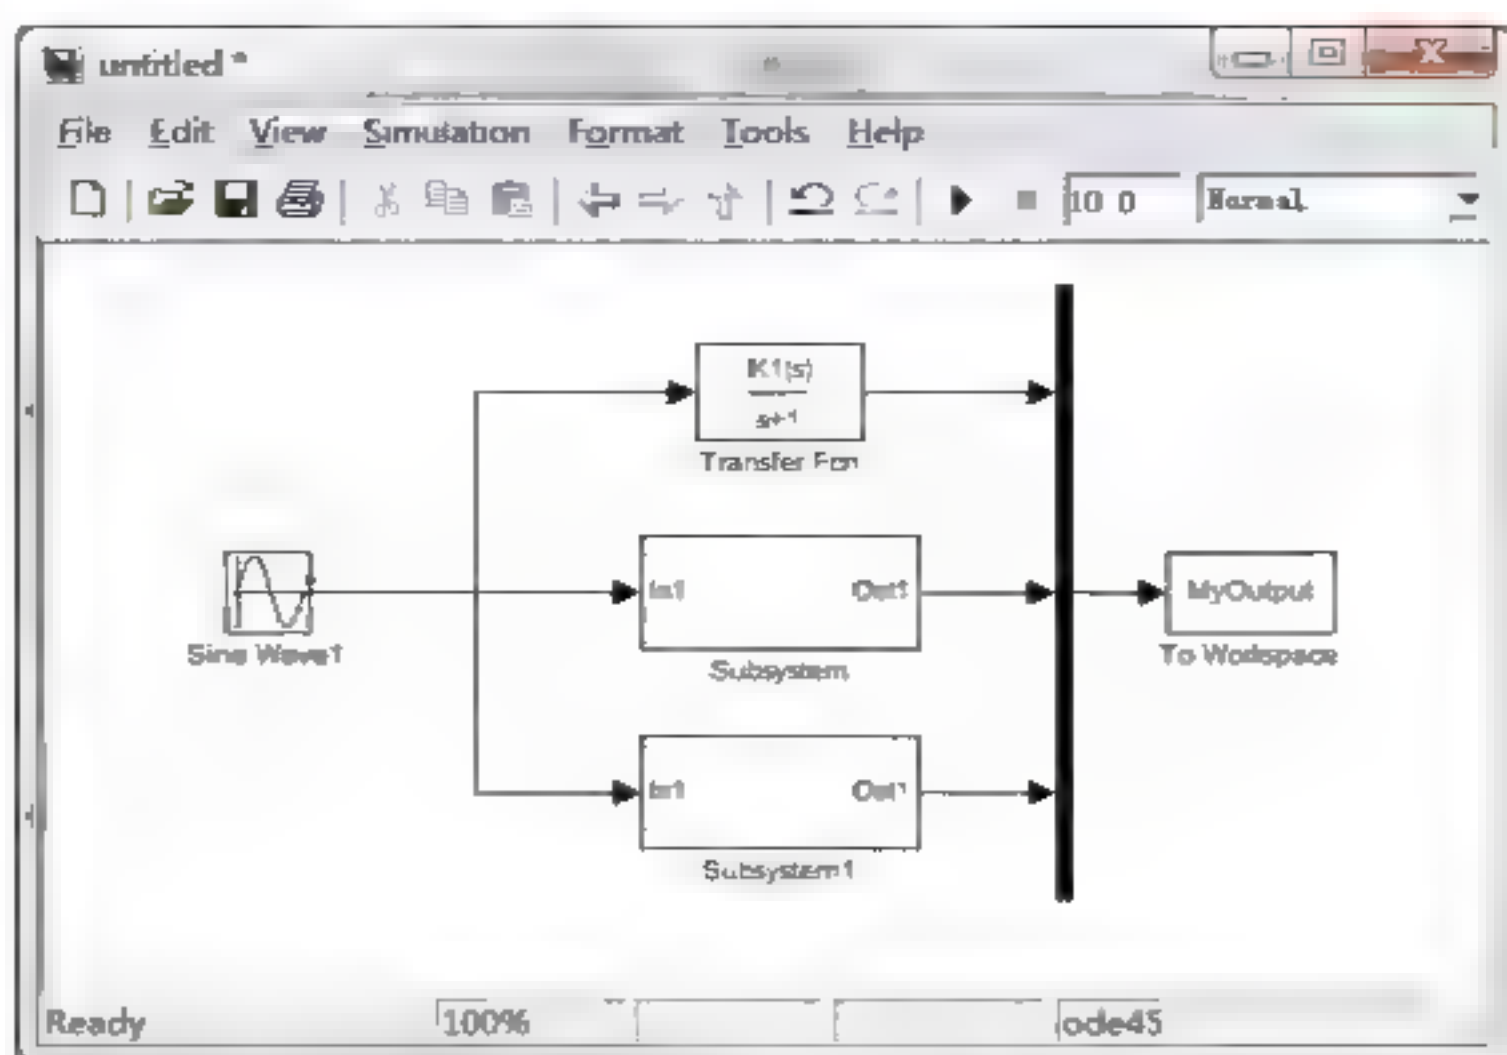 untitled *
File Edit View Simulation Format Tools Help
10 0 Normal
K1(s)
s+1
Transfer Fcn
In1 Out1
Sine Wave1
MyOutput
To Workspace
Subsystem
In1 Out1
Subsystem1
Ready 100% ode45